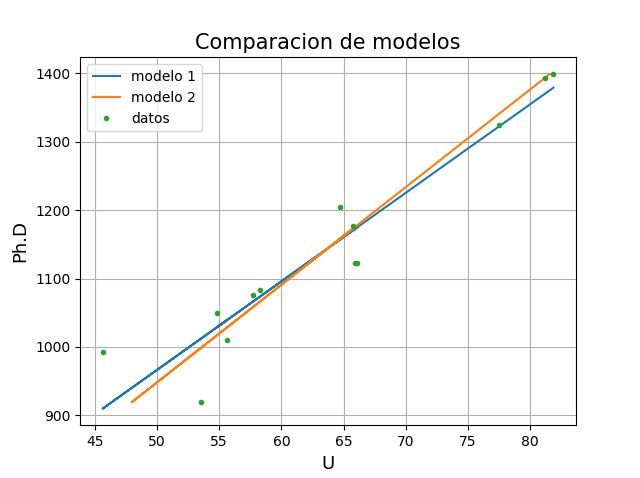 Comparacion de modelos
modelo 1
modelo 2
datos
Ph.D
1400
1300
1200
1100
1000
900
45 50 55 60 65 70 75 80
U